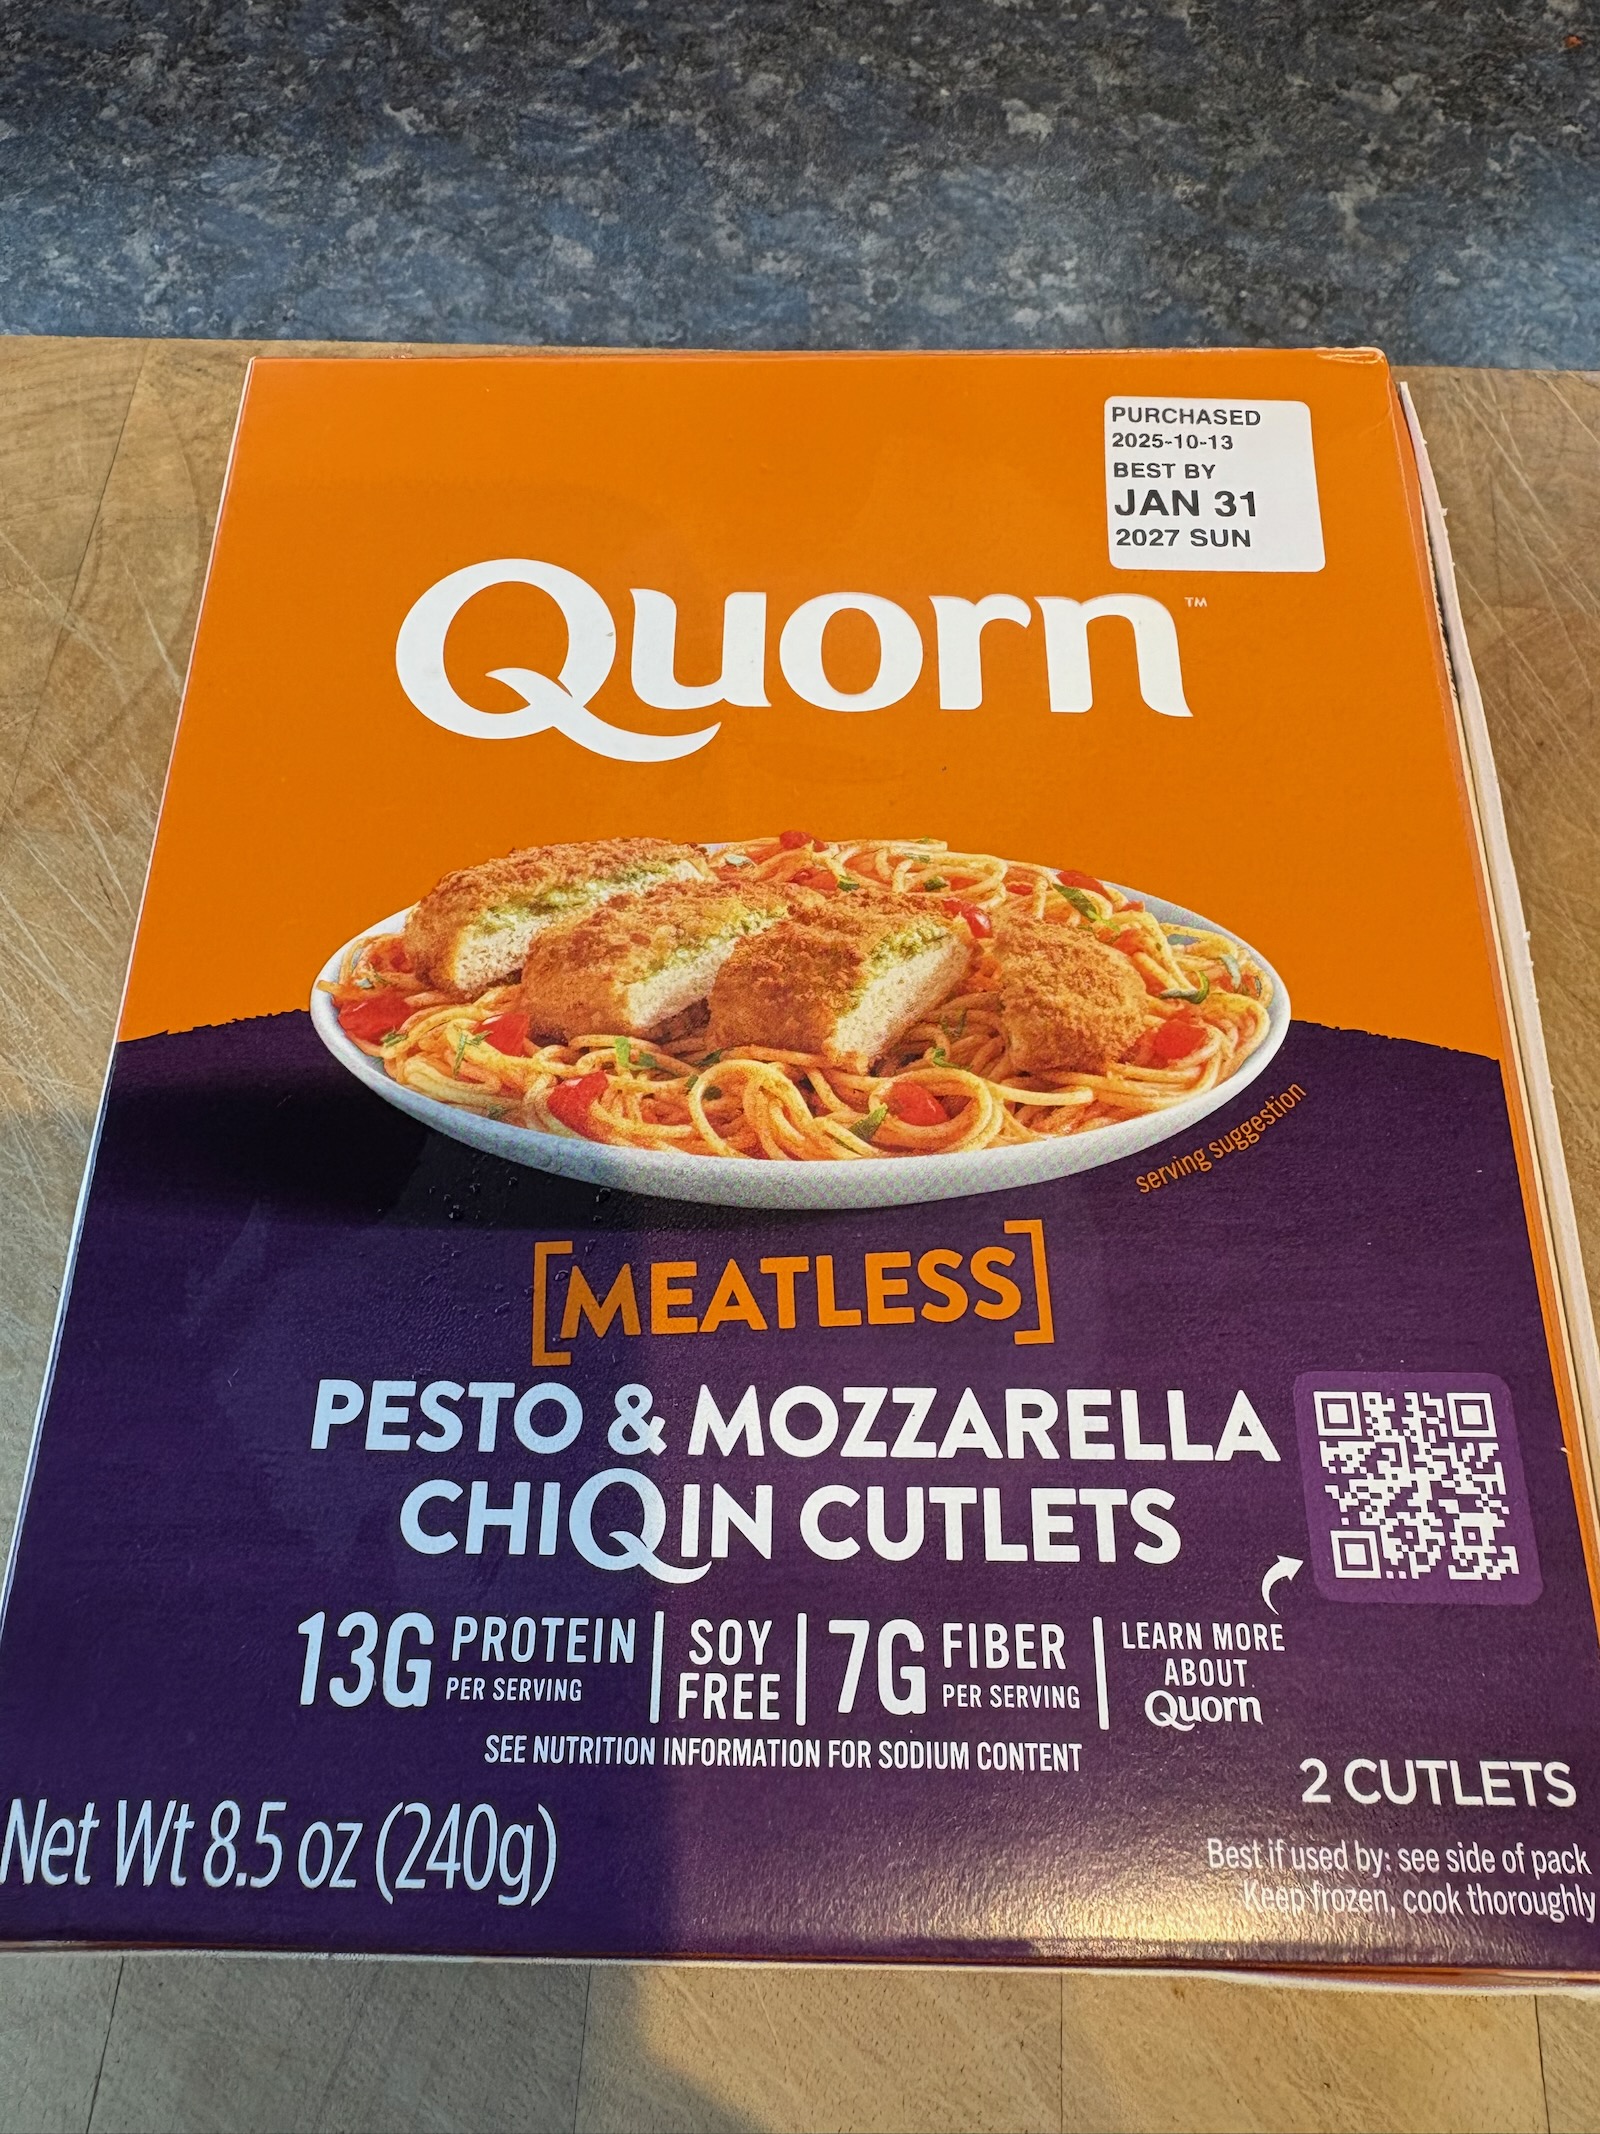 PURCHASED
2025-10-13
BEST BY
JAN 31
2027 SUN
Quorn™
serving suggestion
[MEATLESS]
PESTO & MOZZARELLA
CHIQIN CUTLETS
13G PROTEIN PER SERVING | SOY FREE | 7G FIBER PER SERVING | LEARN MORE ABOUT Quorn
SEE NUTRITION INFORMATION FOR SODIUM CONTENT
2 CUTLETS
Net Wt 8.5 oz (240g)
Best if used by: see side of pack
Keep frozen, cook thoroughly